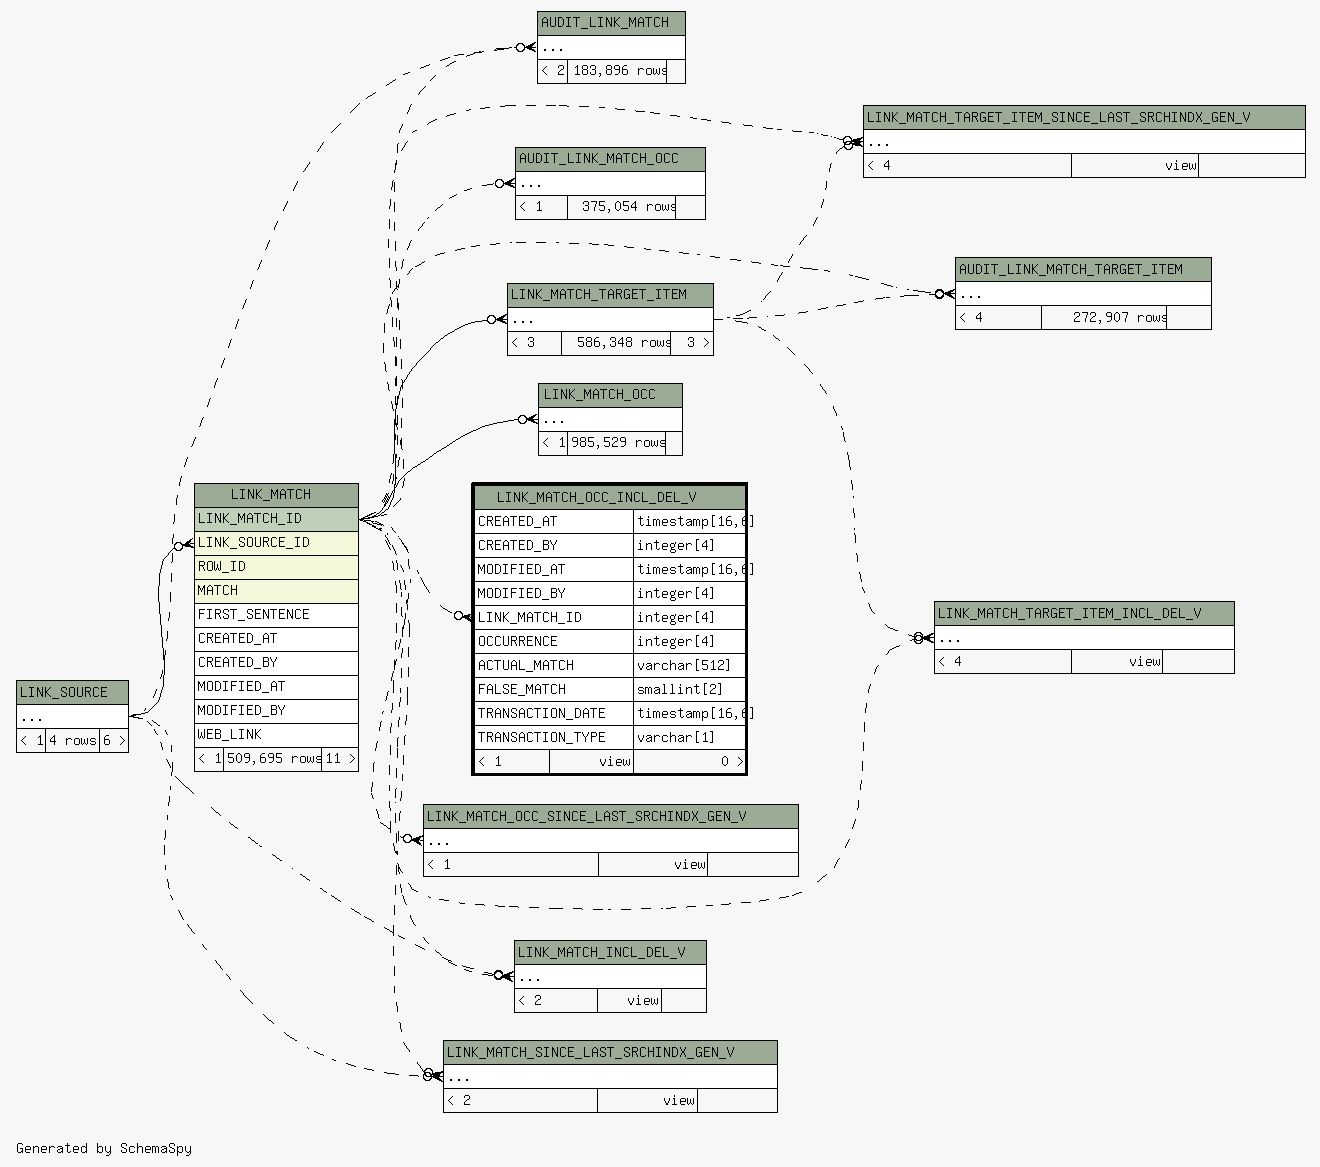 AUDIT_LINK_MATCH
...
< 2 183,896 rows
LINK_MATCH_TARGET_ITEM_SINCE_LAST_SRCHINDX_GEN_V
...
< 4 view
AUDIT_LINK_MATCH_OCC
...
< 1 375,054 rows
AUDIT_LINK_MATCH_TARGET_ITEM
...
< 4 272,907 rows
LINK_MATCH_TARGET_ITEM
...
< 3 586,348 rows 3 >
LINK_MATCH_OCC
...
< 1 985,529 rows
LINK_MATCH
LINK_MATCH_ID
LINK_SOURCE_ID
ROW_ID
MATCH
FIRST_SENTENCE
CREATED_AT
CREATED_BY
MODIFIED_AT
MODIFIED_BY
WEB_LINK
< 1 509,695 rows 11 >
LINK_MATCH_OCC_INCL_DEL_V
CREATED_AT timestamp[16,6]
CREATED_BY integer[4]
MODIFIED_AT timestamp[16,6]
MODIFIED_BY integer[4]
LINK_MATCH_ID integer[4]
OCCURRENCE integer[4]
ACTUAL_MATCH varchar[512]
FALSE_MATCH smallint[2]
TRANSACTION_DATE timestamp[16,6]
TRANSACTION_TYPE varchar[1]
< 1 view 0 >
LINK_MATCH_TARGET_ITEM_INCL_DEL_V
...
< 4 view
LINK_SOURCE
...
< 1 4 rows 6 >
LINK_MATCH_OCC_SINCE_LAST_SRCHINDX_GEN_V
...
< 1 view
LINK_MATCH_INCL_DEL_V
...
< 2 view
LINK_MATCH_SINCE_LAST_SRCHINDX_GEN_V
...
< 2 view
Generated by SchemaSpy